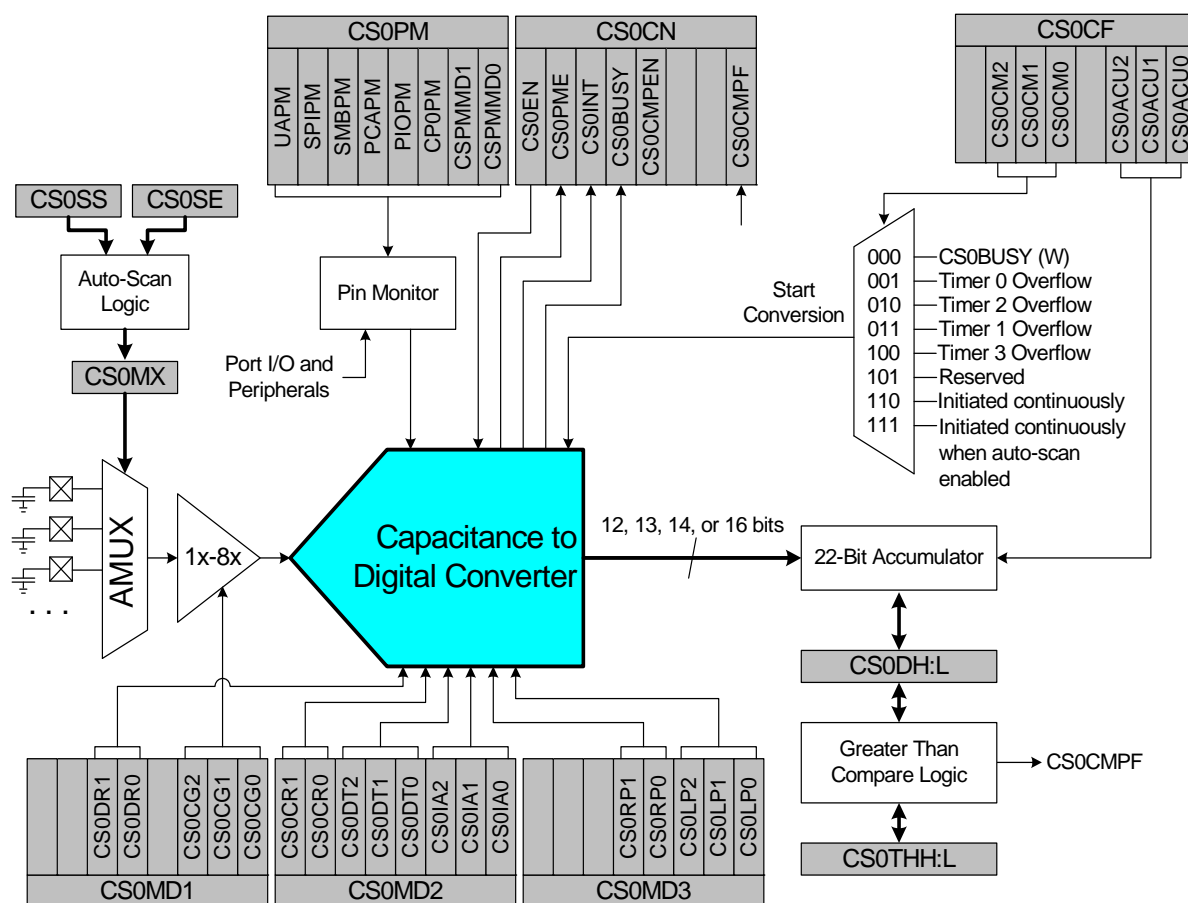 CS0PM
UAPM
SPIPM
SMBPM
PCAPM
PIOPM
CP0PM
CSPMMD1
CSPMMD0
CS0CN
CS0EN
CS0PME
CS0INT
CS0BUSY
CS0CMPEN
CS0CMPF
CS0CF
CS0CM2
CS0CM1
CS0CM0
CS0ACU2
CS0ACU1
CS0ACU0
CS0SS
CS0SE
Auto-Scan
Logic
CS0MX
Pin Monitor
Port I/O and
Peripherals
Start
Conversion
000 CS0BUSY (W)
001 Timer 0 Overflow
010 Timer 2 Overflow
011 Timer 1 Overflow
100 Timer 3 Overflow
101 Reserved
110 Initiated continuously
111 Initiated continuously
when auto-scan
enabled
AMUX
. . .
1x-8x
Capacitance to
Digital Converter
12, 13, 14, or 16 bits
22-Bit Accumulator
CS0DH:L
Greater Than
Compare Logic
CS0CMPF
CS0THH:L
CS0DR1
CS0DR0
CS0CG2
CS0CG1
CS0CG0
CS0MD1
CS0CR1
CS0CR0
CS0DT2
CS0DT1
CS0DT0
CS0IA2
CS0IA1
CS0IA0
CS0MD2
CS0RP1
CS0RP0
CS0LP2
CS0LP1
CS0LP0
CS0MD3